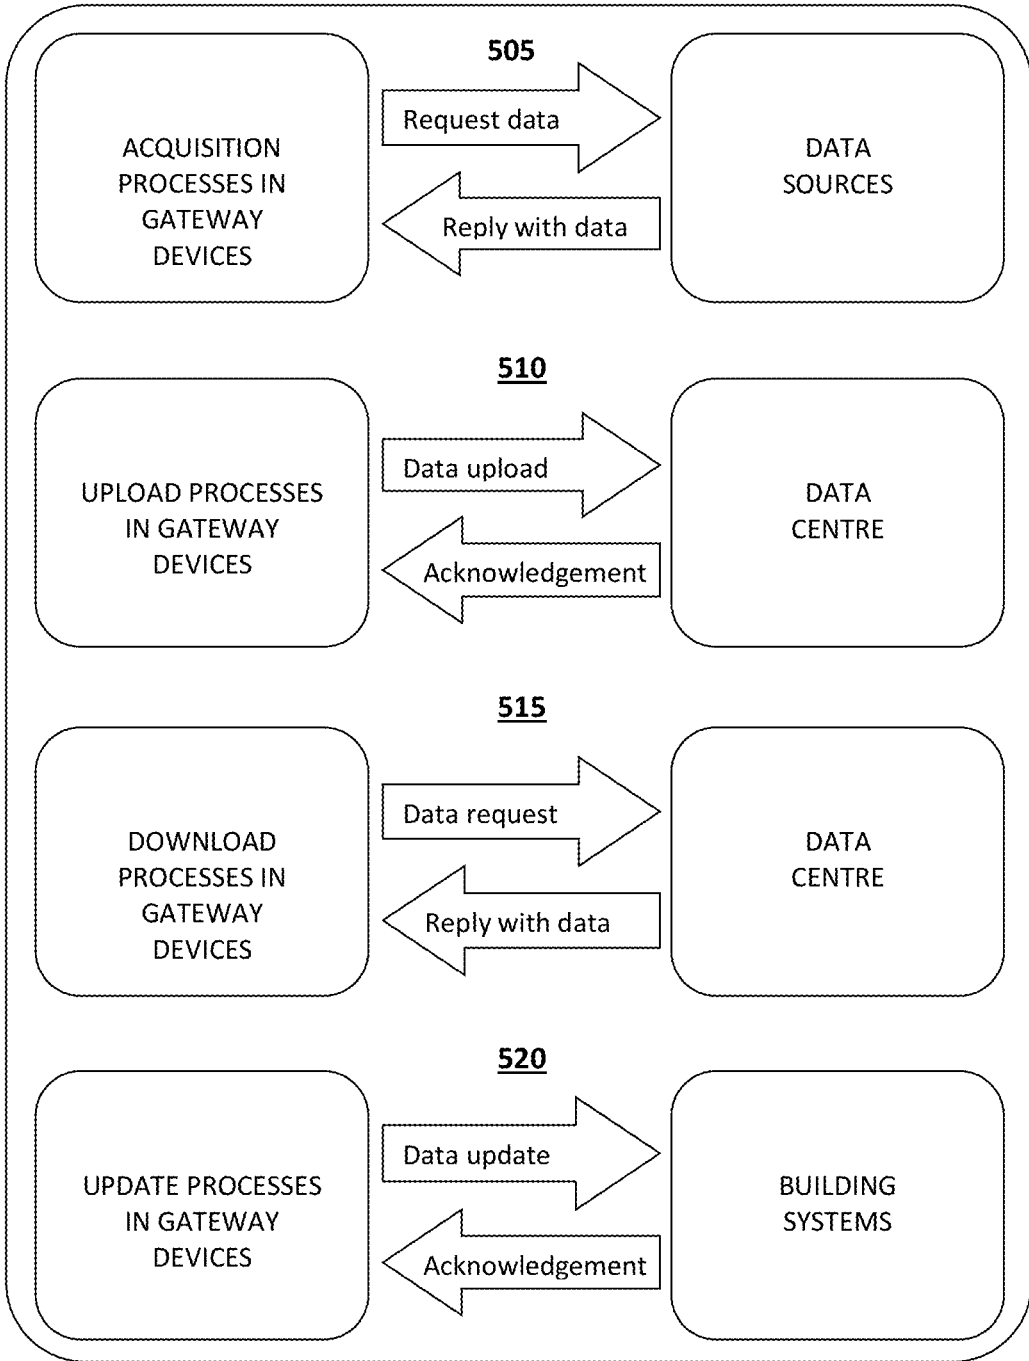 505
ACQUISITION
PROCESSES IN
GATEWAY
DEVICES
Request data
Reply with data
DATA
SOURCES
510
UPLOAD PROCESSES
IN GATEWAY
DEVICES
Data upload
Acknowledgement
DATA
CENTRE
515
DOWNLOAD
PROCESSES IN
GATEWAY
DEVICES
Data request
Reply with data
DATA
CENTRE
520
UPDATE PROCESSES
IN GATEWAY
DEVICES
Data update
Acknowledgement
BUILDING
SYSTEMS